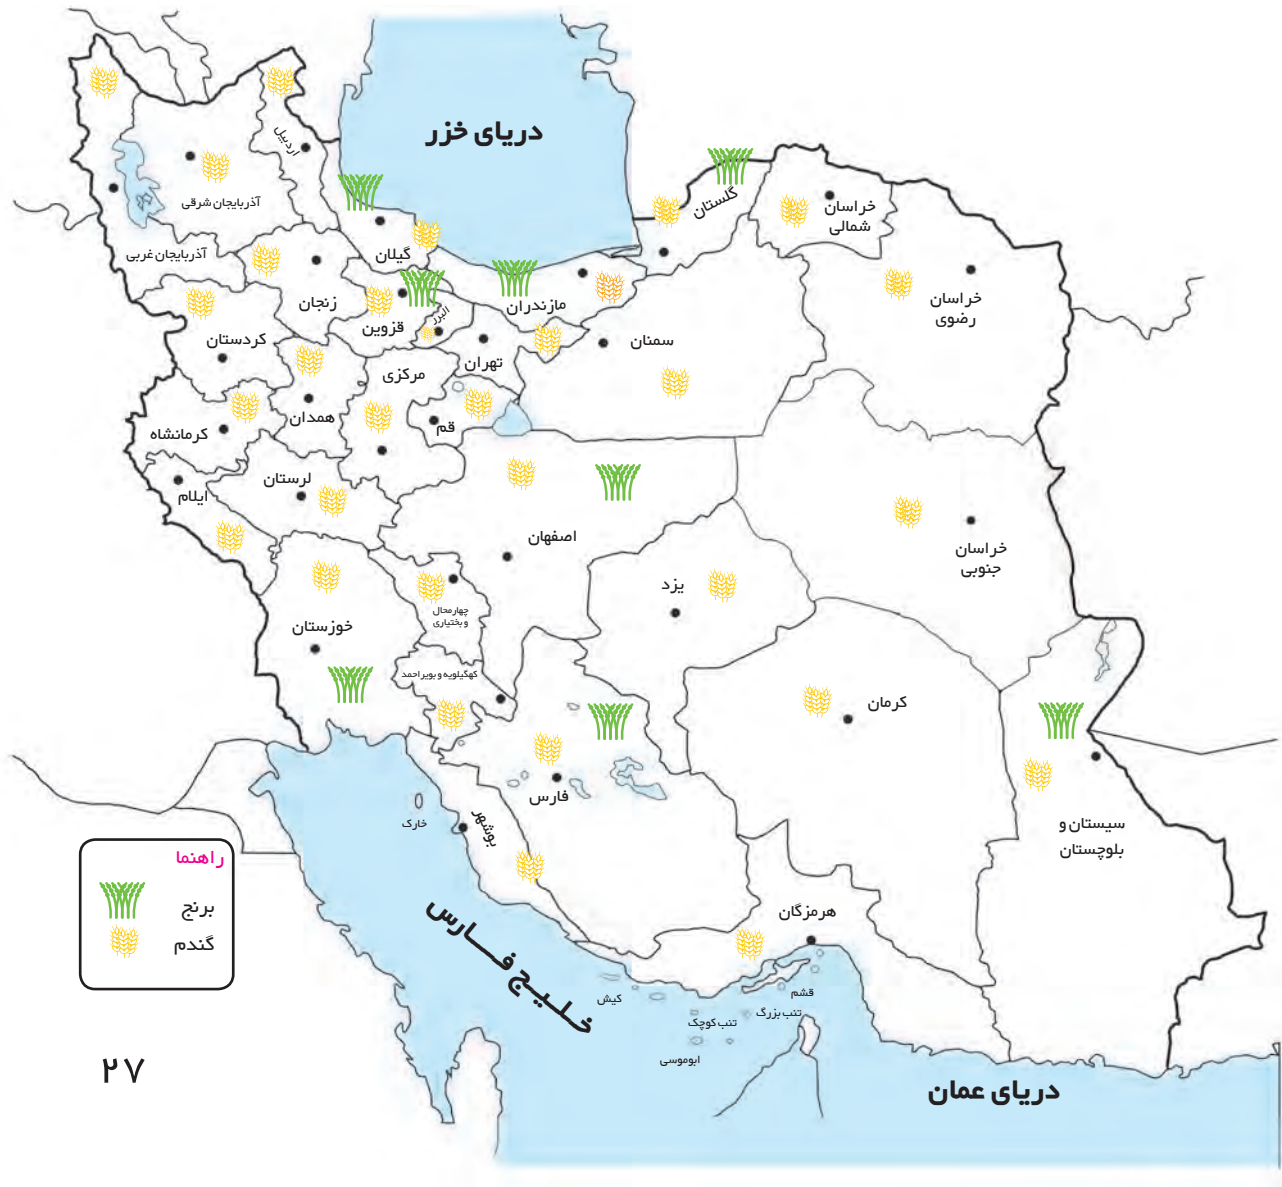 دریای خزر
اردبیل
آذربایجان شرقی
آذربایجان غربی
گیلان
گلستان
خراسان
شمالی
خراسان
رضوی
زنجان
قزوین
البرز
مازندران
تهران
سمنان
کردستان
همدان
مرکزی
قم
کرمانشاه
لرستان
ایلام
اصفهان
یزد
خراسان
جنوبی
چهارمحال
و بختیاری
خوزستان
کهگیلویه و بویراحمد
کرمان
فارس
سیستان و
بلوچستان
خارک
بوشهر
هرمزگان
خلیج فارس
کیش
قشم
تنب بزرگ
تنب کوچک
ابوموسی
دریای عمان
راهنما
برنج
گندم
۲۷